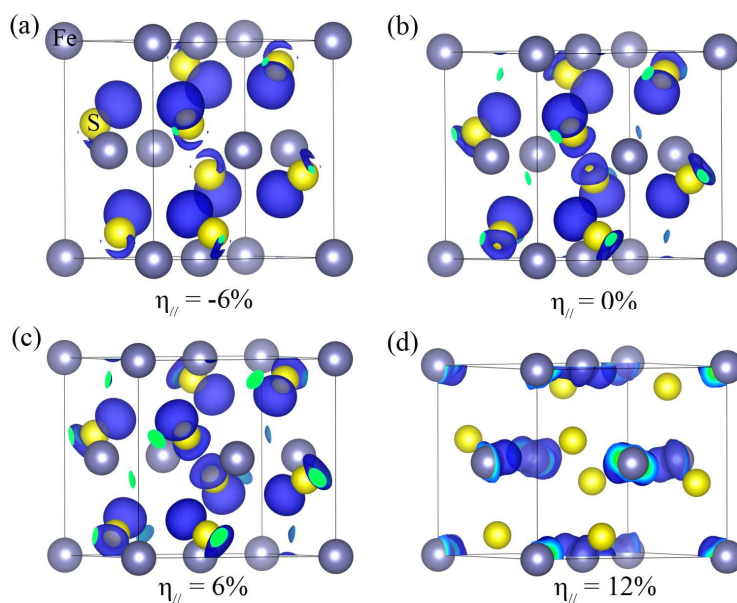 (a)
Fe
S
η// = -6%
(b)
η// = 0%
(c)
η// = 6%
(d)
η// = 12%